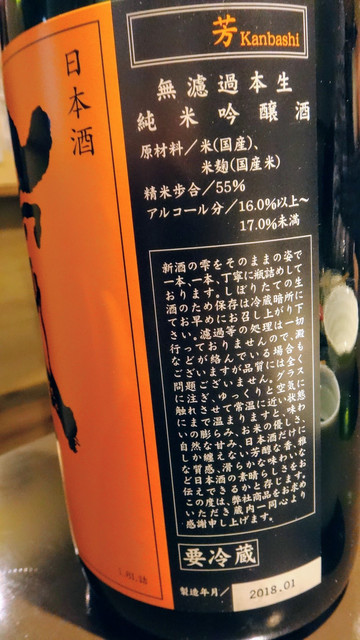 芳 Kanbashi
無濾過本生
純米吟醸酒
原材料／米(国産)、
米麹(国産米)
精米歩合／55%
アルコール分／16.0%以上～
17.0%未満
新酒の雫をそのままの姿で
一本、一本、丁寧に瓶詰めして
おります。しぼりたての生
酒のため保存は冷蔵暗所に
てお早めにお召し上がり下
さい。濾過等の処理は一切
行っておりませんので、澱
などが絡んでいる場合も
ございますが品質には全く
問題ございません。グラス
に注ぎ、ゆっくりと空気に
触れさせて常温に近い状態
にまで温まりますと、味わ
いの膨らみ、お米の優しさ、
自然な甘み、日本酒だけに
しか備えない芳醇な香、雅
な質感、滑らかな味わいな
ど日本酒の素晴らしさをお
伝えできるかと存じます。
この度は、弊社商品をお求め
いただき蔵内一同心より
感謝申し上げます。
要冷蔵
製造年月／ 2018.01
日本酒